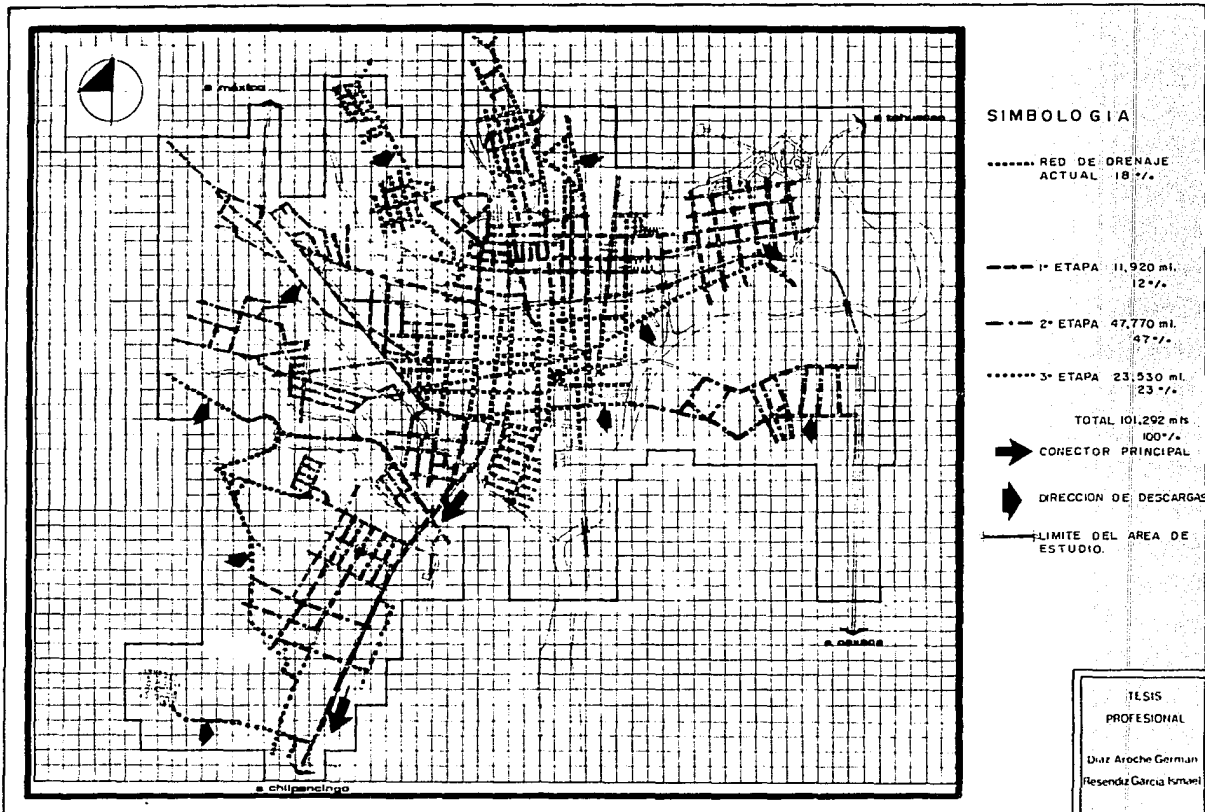 a méxico
a tehuacan
a oaxaca
a chilpancingo
SIMBOLOGIA
RED DE DRENAJE
ACTUAL 18 %
1ª ETAPA 11,920 ml.
12 %
2ª ETAPA 47,770 ml.
47 %
3ª ETAPA 23,530 ml.
23 %
TOTAL 101,292 mts
100 %
CONECTOR PRINCIPAL
DIRECCION DE DESCARGAS
LIMITE DEL AREA DE
ESTUDIO.
TESIS
PROFESIONAL
Diaz Aroche German
Resendiz Garcia Ismael